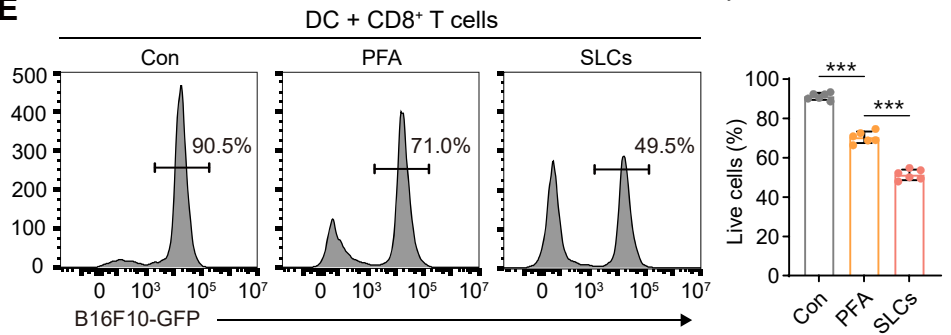 E
DC + CD8⁺ T cells
Con PFA SLCs
500
400
300
200
100
0
90.5% 71.0% 49.5%
0 10³ 10⁵ 10⁷ 0 10³ 10⁵ 10⁷ 0 10³ 10⁵ 10⁷
B16F10-GFP
Live cells (%)
100
80
60
40
20
0
***
***
Con PFA SLCs